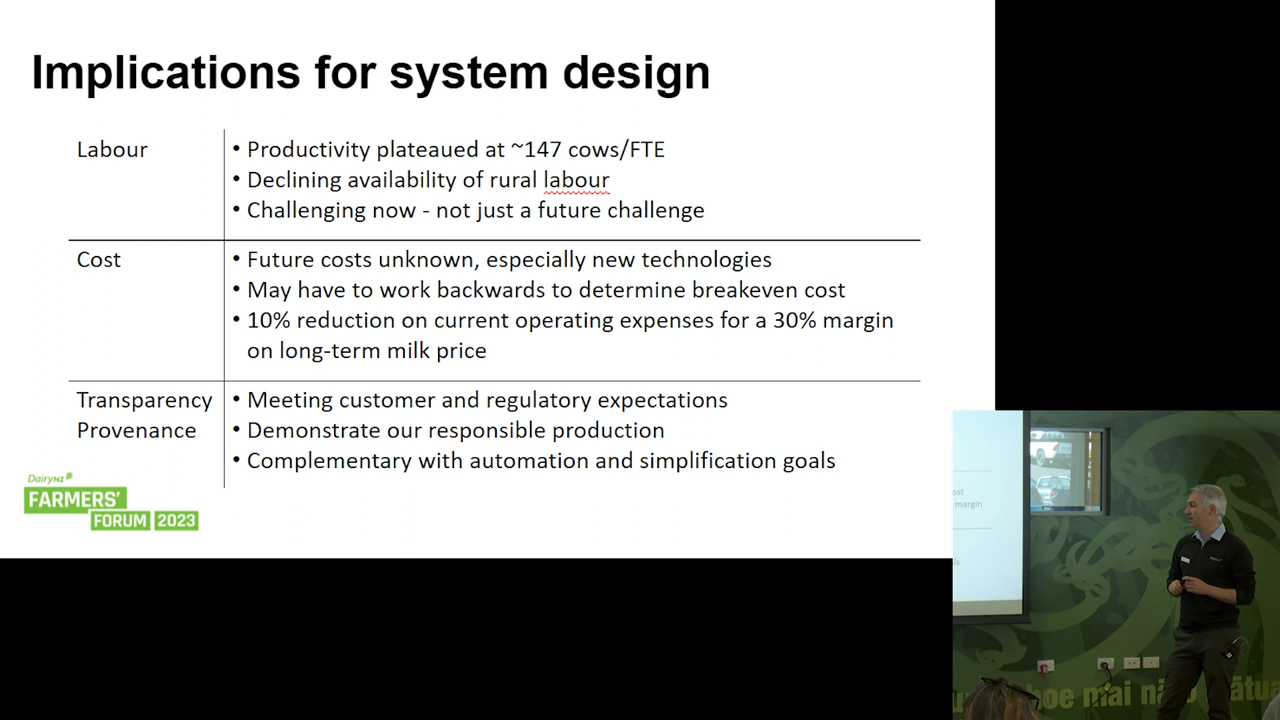 Implications for system design
Labour
• Productivity plateaued at ~147 cows/FTE
• Declining availability of rural labour
• Challenging now - not just a future challenge
Cost
• Future costs unknown, especially new technologies
• May have to work backwards to determine breakeven cost
• 10% reduction on current operating expenses for a 30% margin
on long-term milk price
Transparency
Provenance
• Meeting customer and regulatory expectations
• Demonstrate our responsible production
• Complementary with automation and simplification goals
DairyNZ
FARMERS'
FORUM 2023
margin
hoe mai